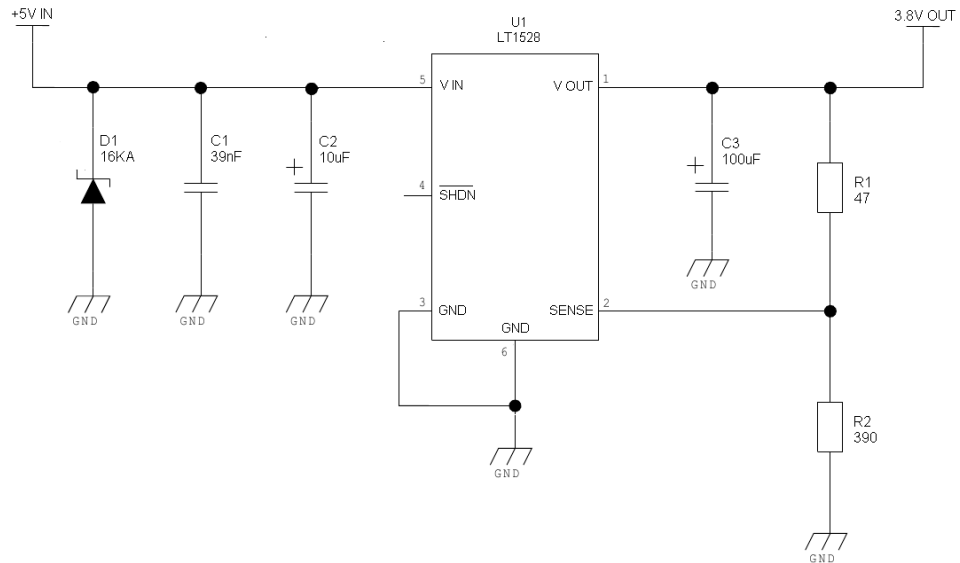 +5V IN
U1
LT1528
3.8V OUT
5
V IN
V OUT
1
D1
16KA
C1
39nF
C2
10uF
C3
100uF
4
SHDN
R1
47
GND
3
GND
SENSE
2
GND
GND
GND
GND
6
R2
390
GND
GND